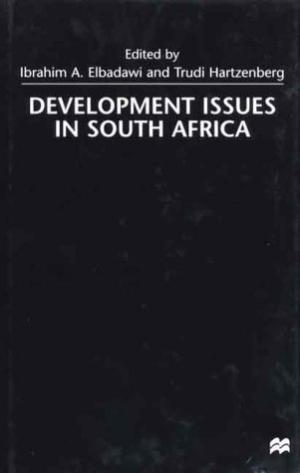 Edited by
Ibrahim A. Elbadawi and Trudi Hartzenberg
DEVELOPMENT ISSUES
IN SOUTH AFRICA